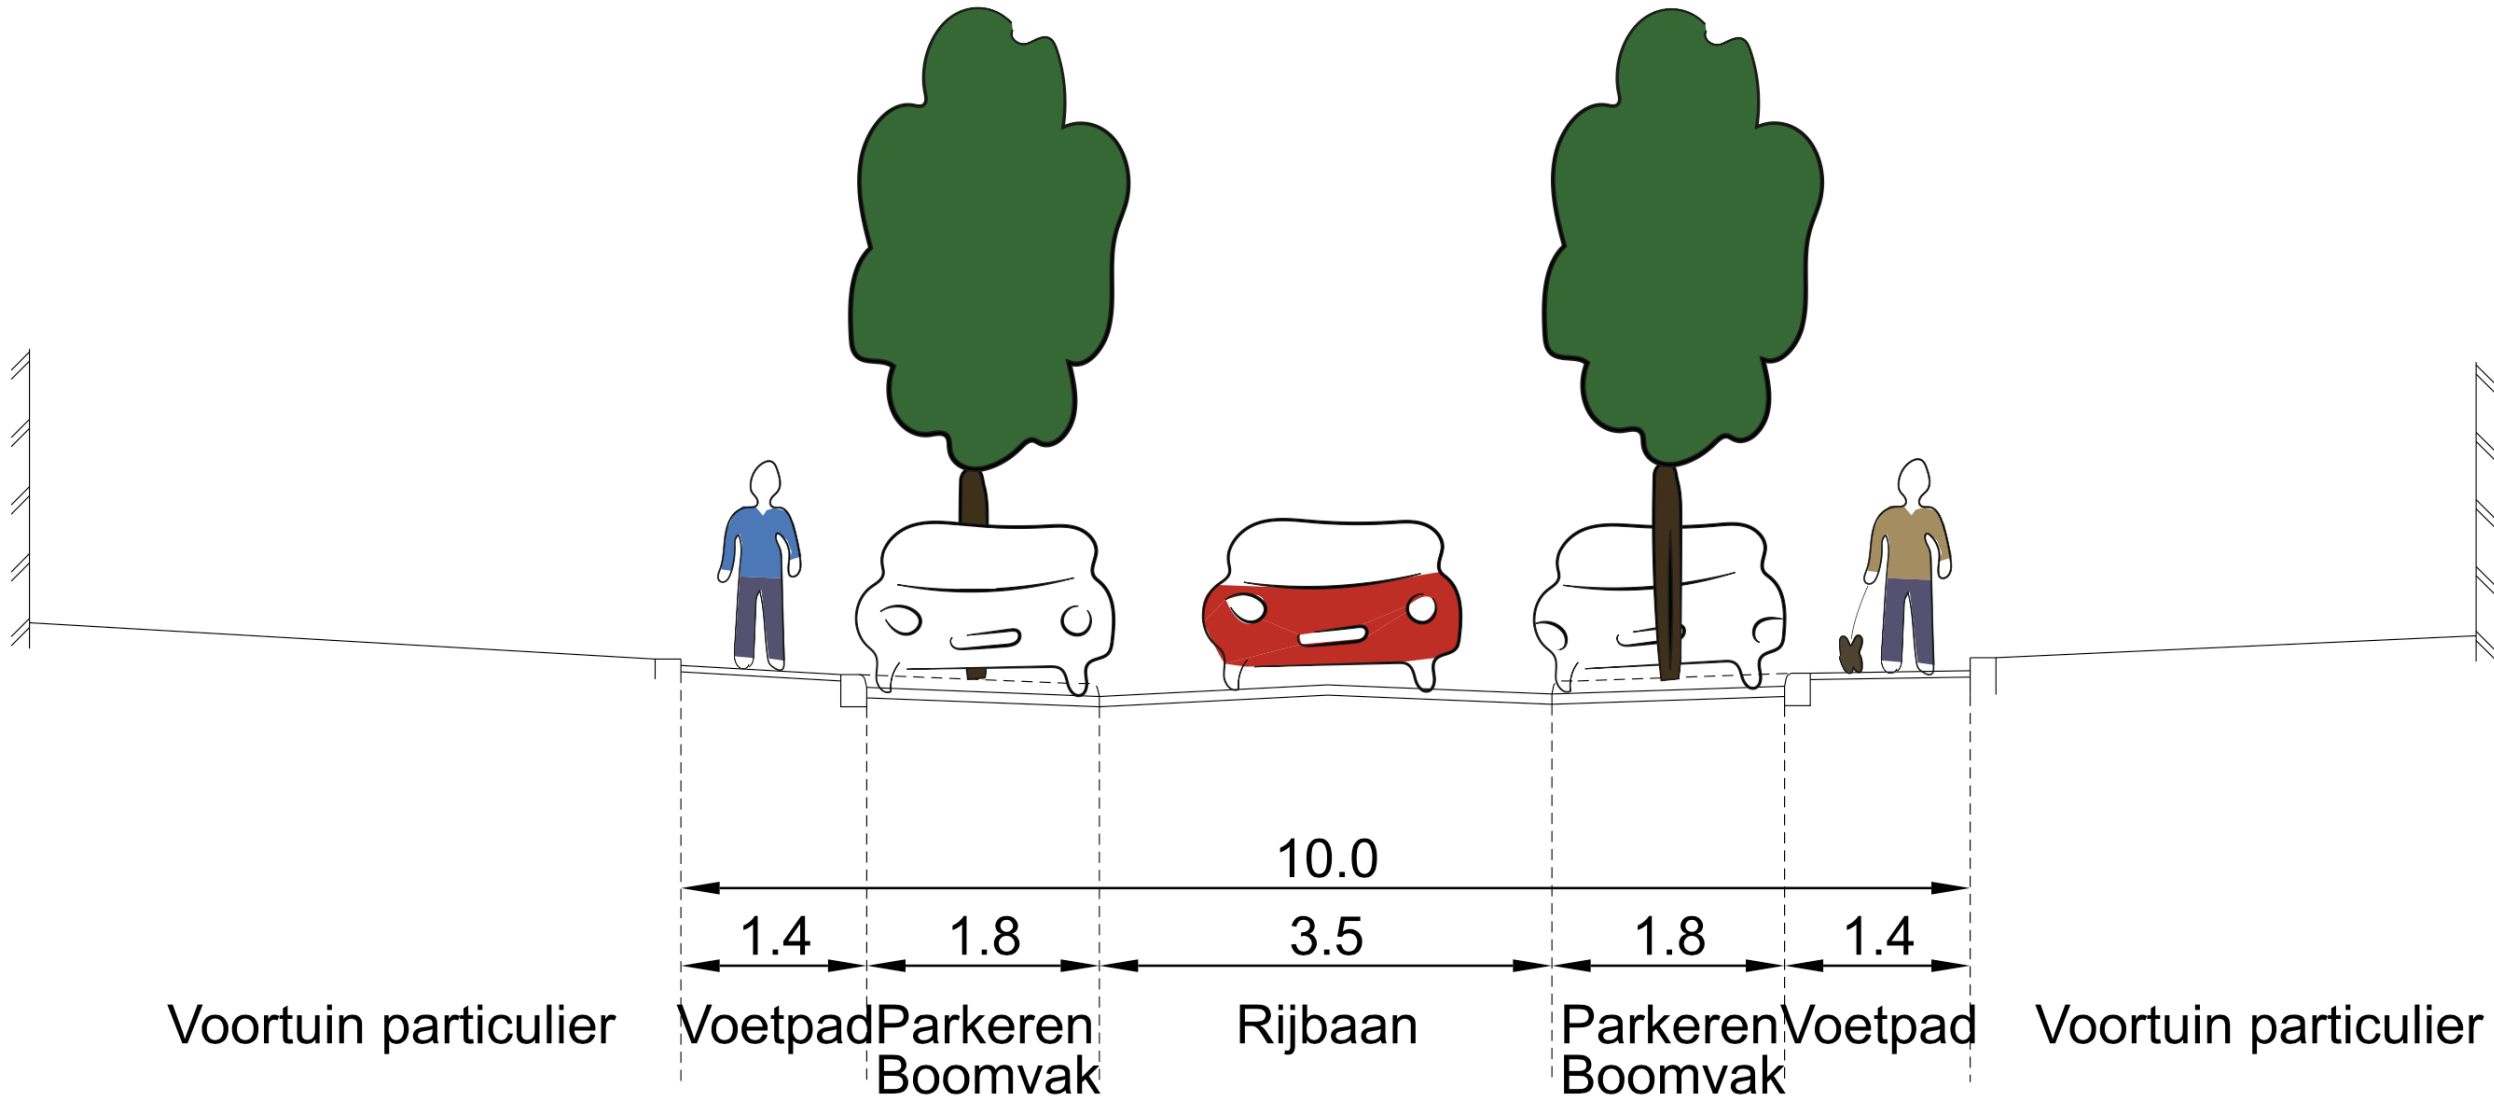 10.0
1.4 1.8 3.5 1.8 1.4
Voortuin particulier Voetpad Parkeren Rijbaan Parkeren Voetpad Voortuin particulier
Boomvak Boomvak